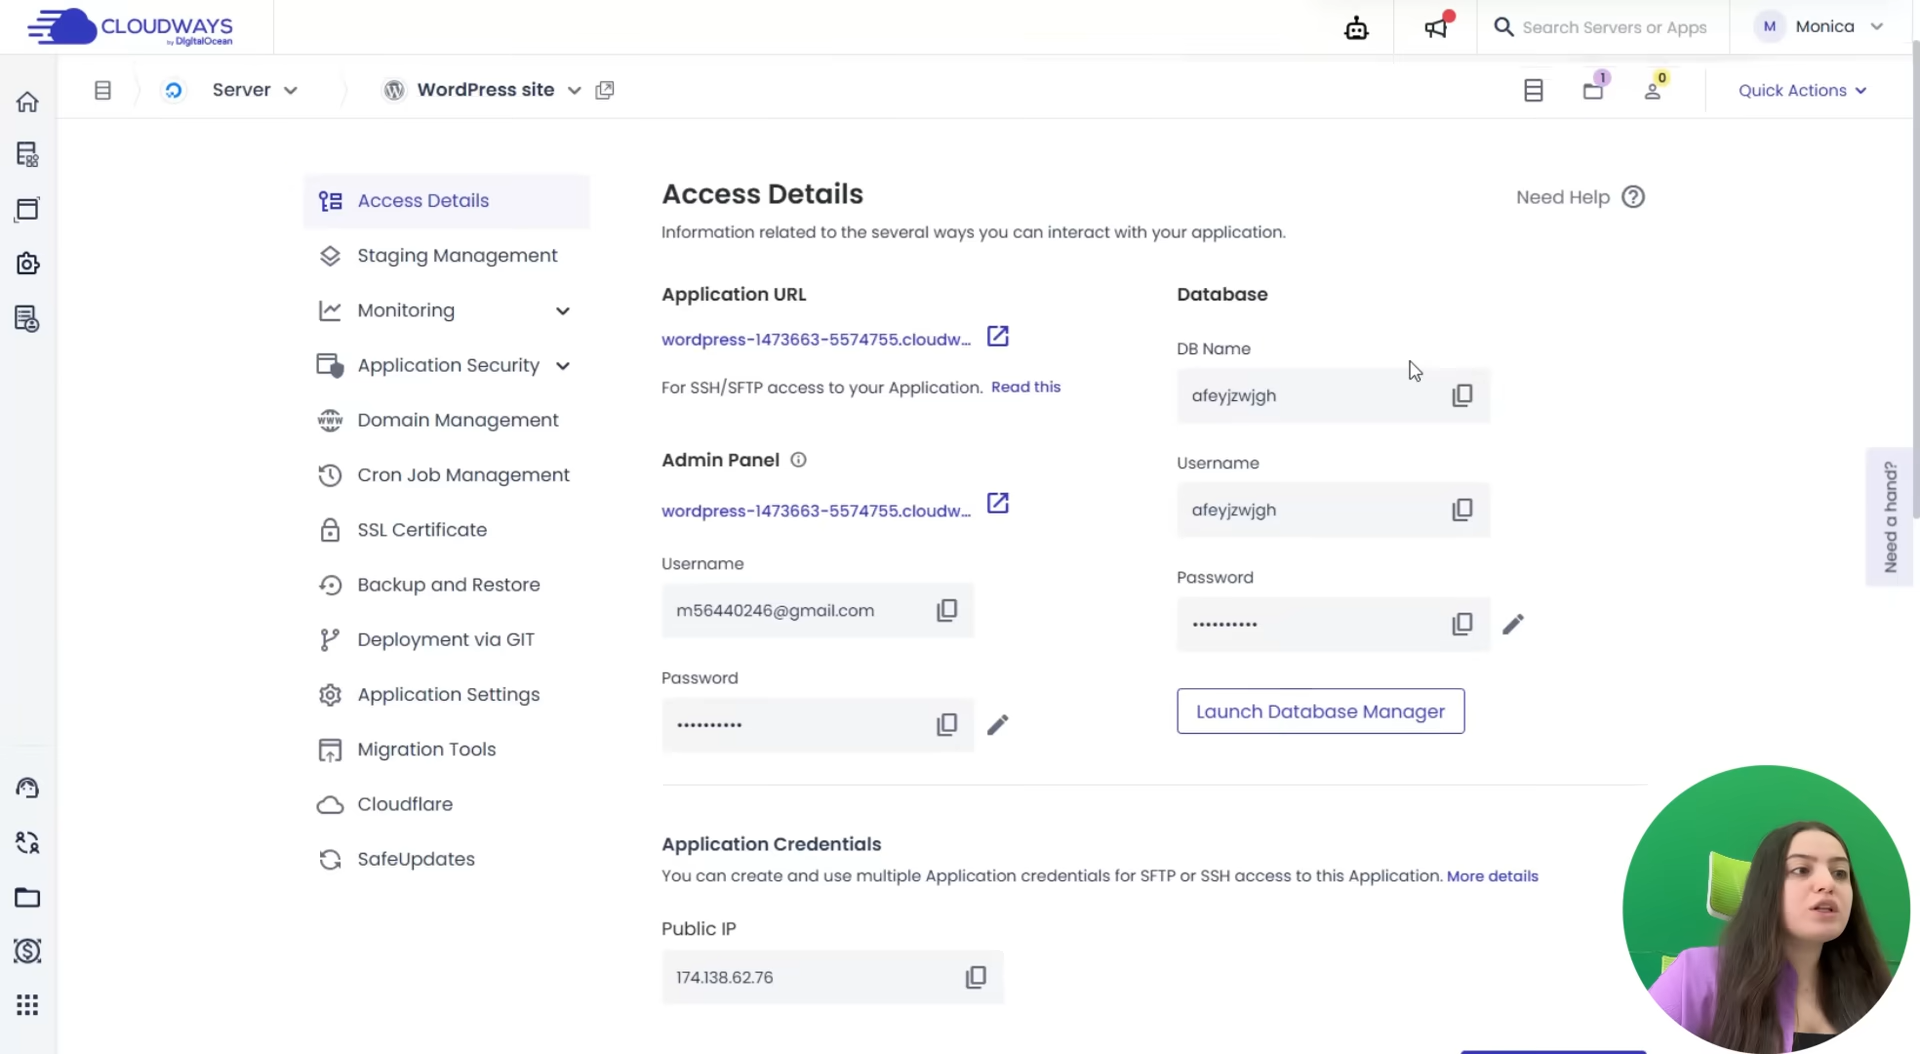 CLOUDWAYS
by DigitalOcean
Search Servers or Apps
M
Monica
Server
WordPress site
1
0
Quick Actions
Access Details
Staging Management
Monitoring
Application Security
Domain Management
Cron Job Management
SSL Certificate
Backup and Restore
Deployment via GIT
Application Settings
Migration Tools
Cloudflare
SafeUpdates
Access Details
Need Help
Information related to the several ways you can interact with your application.
Application URL
wordpress-1473663-5574755.cloudw...
For SSH/SFTP access to your Application. Read this
Admin Panel
wordpress-1473663-5574755.cloudw...
Username
m56440246@gmail.com
Password
••••••••••
Database
DB Name
afeyjzwjgh
Username
afeyjzwjgh
Password
••••••••••
Launch Database Manager
Application Credentials
You can create and use multiple Application credentials for SFTP or SSH access to this Application. More details
Public IP
174.138.62.76
Need a hand?
WWW